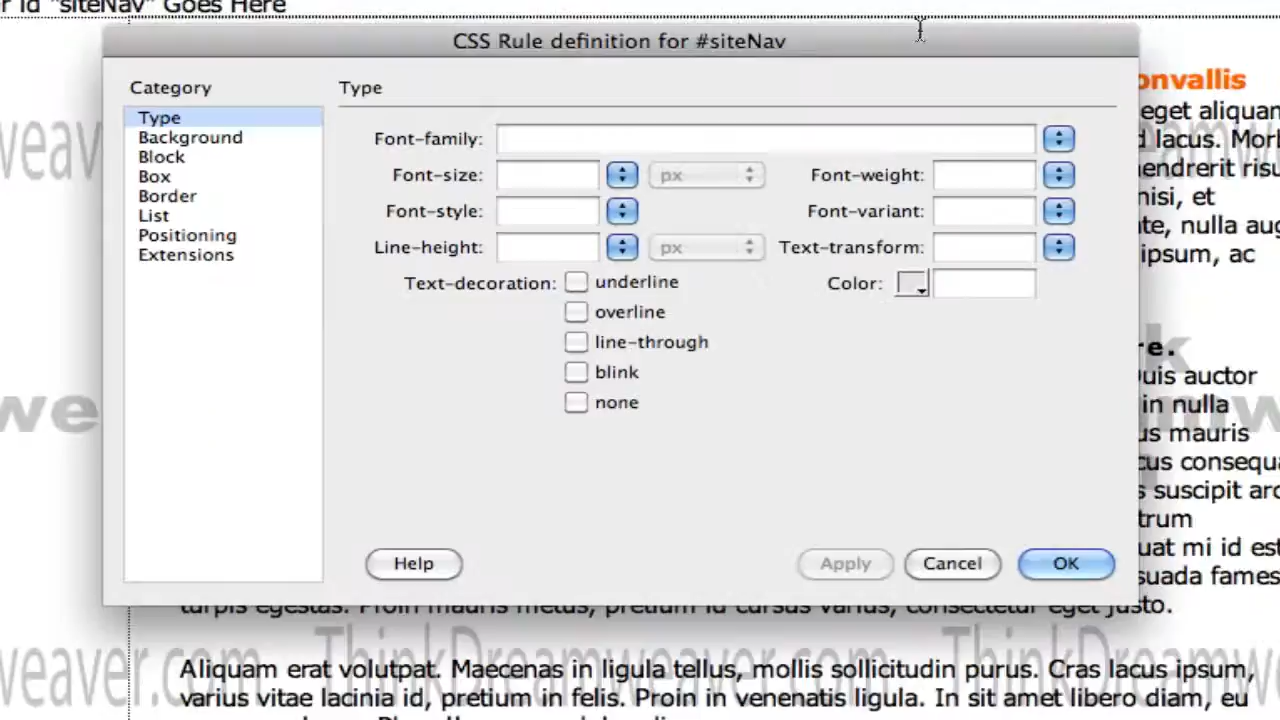 er Id "siteNav" Goes Here
CSS Rule definition for #siteNav
Category
Type
Background
Block
Box
Border
List
Positioning
Extensions
Type
Font-family:
Font-size:
px
Font-weight:
Font-style:
Font-variant:
Line-height:
px
Text-transform:
Text-decoration:
underline
overline
line-through
blink
none
Color:
Help
Apply
Cancel
OK
onvallis
eget aliquan
d lacus. Morb
endrerit risu
nisi, et
te, nulla aug
ipsum, ac
re.
uis auctor
in nulla
us mauris
cus consequa
s suscipit arc
trum
uat mi id est
suada fames
turpis egestas. Proin mauris metus, pretium id cursus varius, consectetur eget justo.
Aliquam erat volutpat. Maecenas in ligula tellus, mollis sollicitudin purus. Cras lacus ipsum,
varius vitae lacinia id, pretium in felis. Proin in venenatis ligula. In sit amet libero diam, eu
weaver.com ThinkDreamweaver.com ThinkDreamw